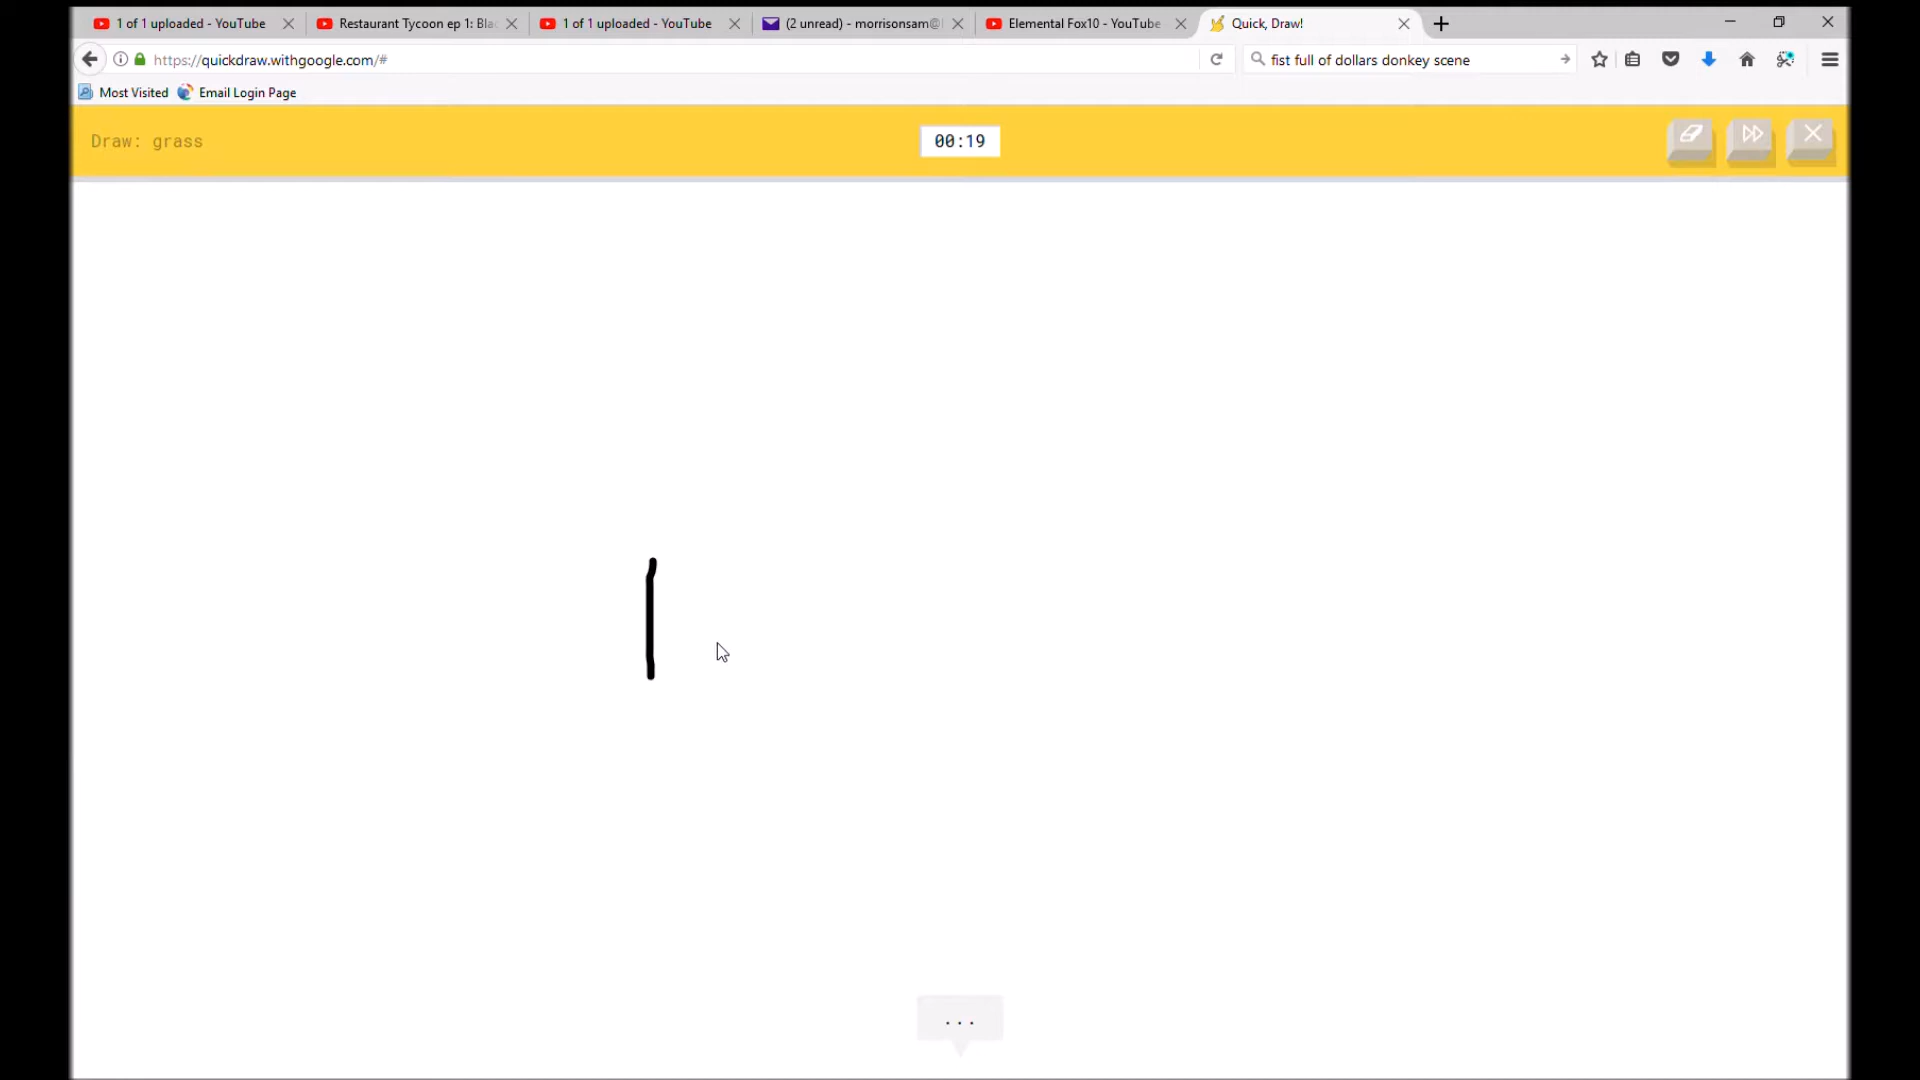 1 of 1 uploaded - YouTube
Restaurant Tycoon ep 1: Bla
1 of 1 uploaded - YouTube
(2 unread) - morrisonsam@
Elemental Fox10 - YouTube
Quick, Draw!
https://quickdraw.withgoogle.com/#
fist full of dollars donkey scene
Most Visited
Email Login Page
Draw: grass
00:19
...